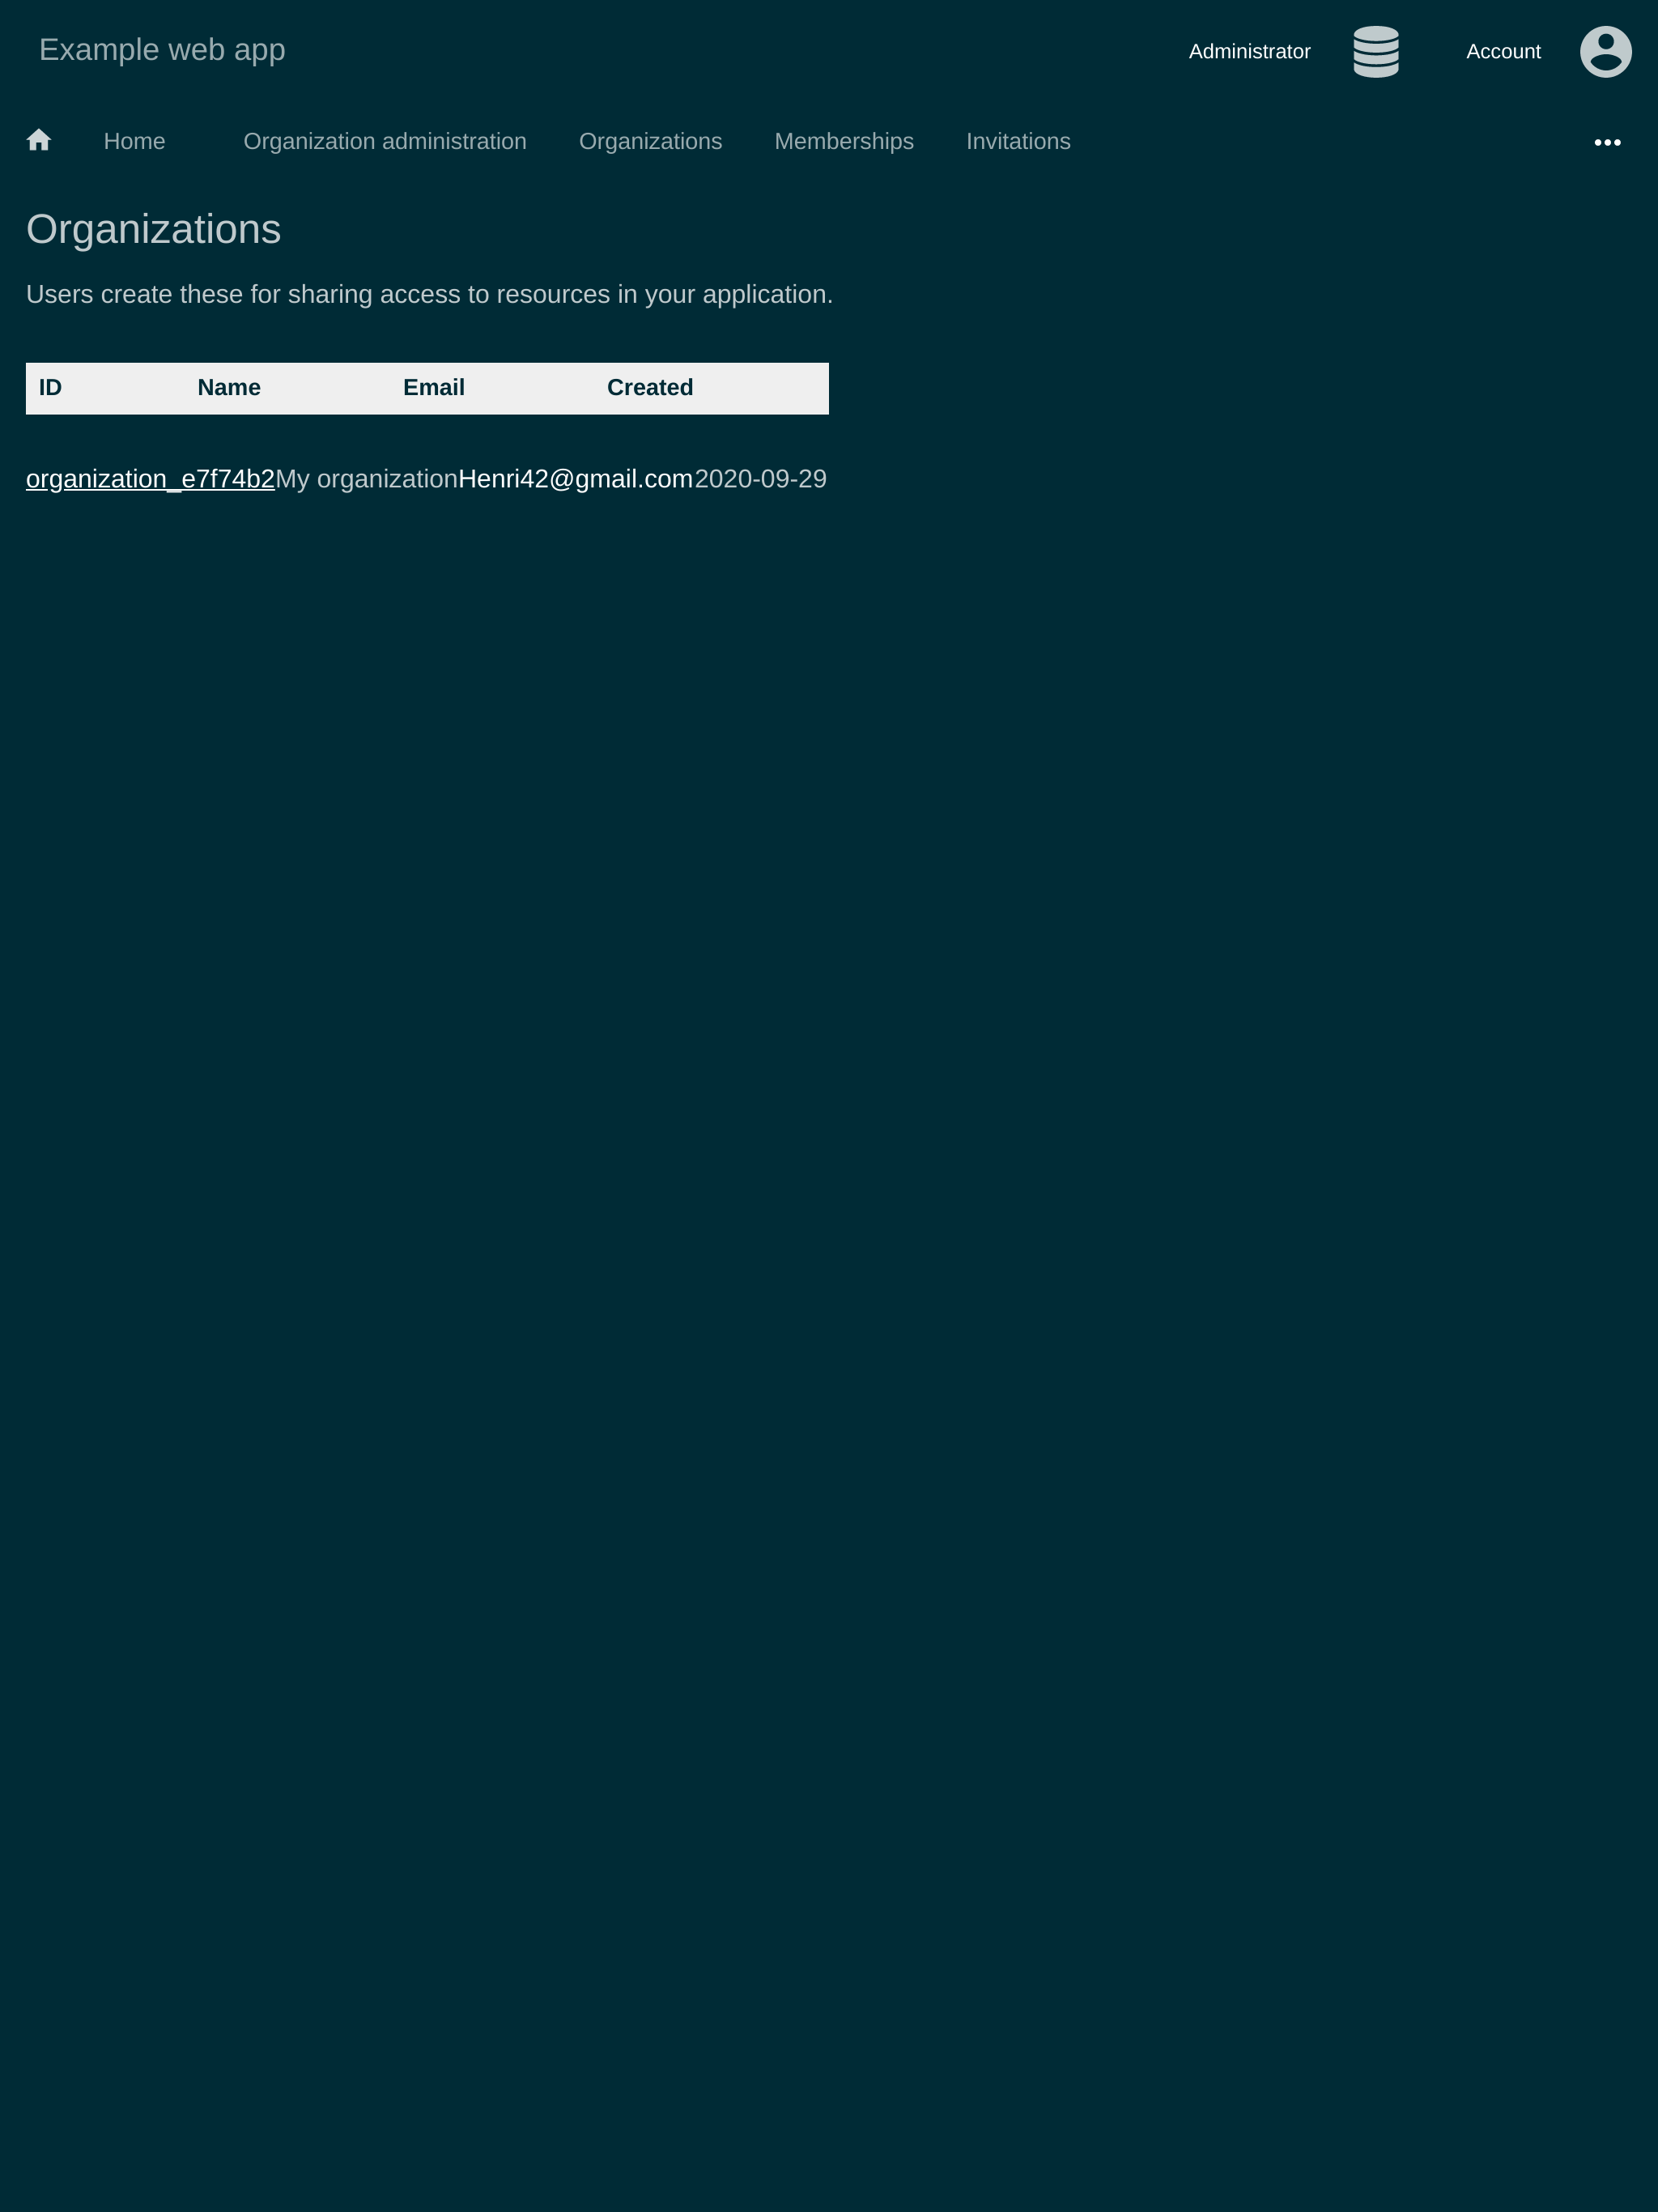 Example web app
Administrator
Account
Home Organization administration Organizations Memberships Invitations
Organizations
Users create these for sharing access to resources in your application.
ID Name Email Created
organization_e7f74b2 My organization Henri42@gmail.com 2020-09-29